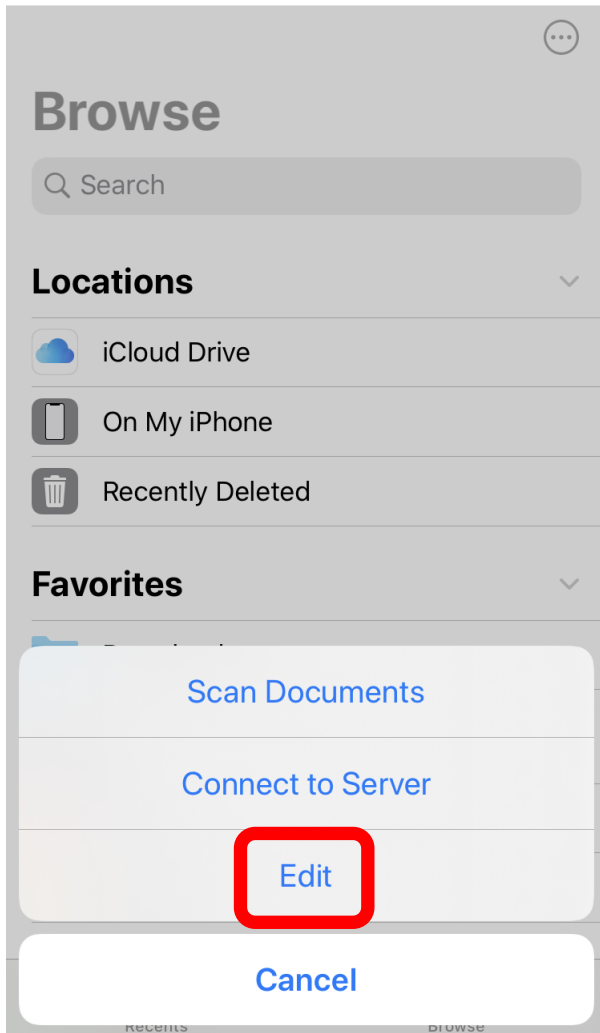 Browse
Search
Locations
iCloud Drive
On My iPhone
Recently Deleted
Favorites
Scan Documents
Connect to Server
Edit
Cancel
Recents
Browse